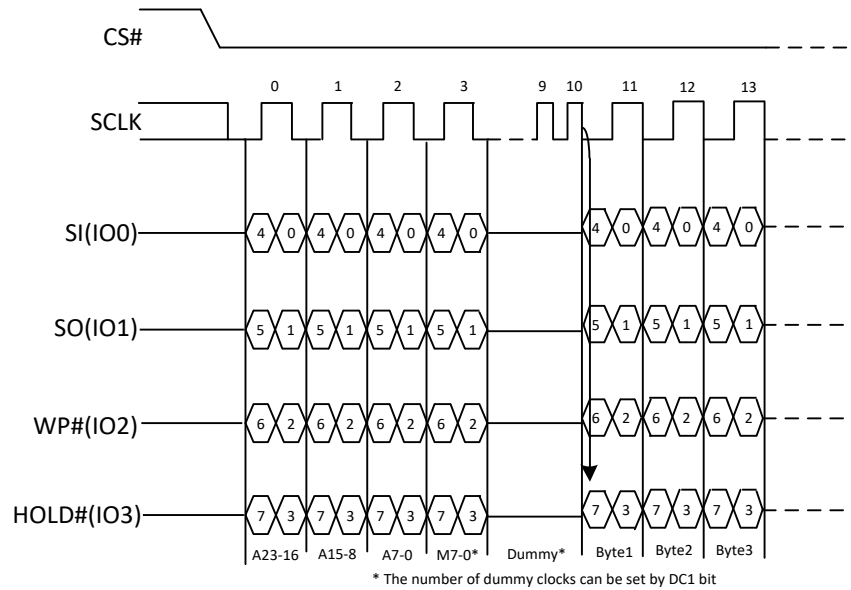 CS#
0 1 2 3 9 10 11 12 13
SCLK
SI(IO0) 4 0 4 0 4 0 4 0 4 0 4 0 4 0
SO(IO1) 5 1 5 1 5 1 5 1 5 1 5 1 5 1
WP#(IO2) 6 2 6 2 6 2 6 2 6 2 6 2 6 2
HOLD#(IO3) 7 3 7 3 7 3 7 3 7 3 7 3 7 3
A23-16 A15-8 A7-0 M7-0* Dummy* Byte1 Byte2 Byte3
* The number of dummy clocks can be set by DC1 bit